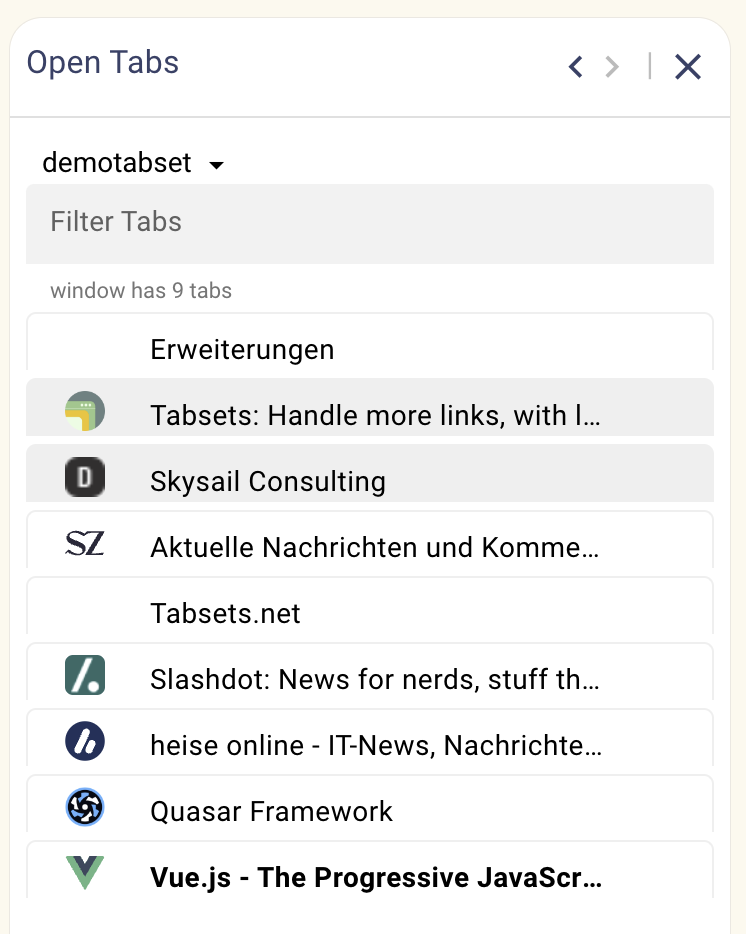 Open Tabs
demotabset
Filter Tabs
window has 9 tabs
Erweiterungen
Tabsets: Handle more links, with l...
D
Skysail Consulting
SZ
Aktuelle Nachrichten und Komme...
Tabsets.net
/.
Slashdot: News for nerds, stuff th...
heise online - IT-News, Nachrichte...
Quasar Framework
Vue.js - The Progressive JavaScr...